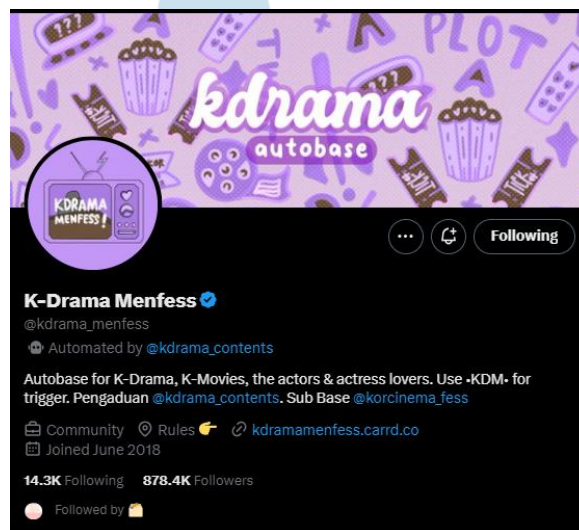 ???
PLOT
???
kdrama
autobase
KDRAMA
MENFESS!
Following
K-Drama Menfess
@kdrama_menfess
Automated by @kdrama_contents
Autobase for K-Drama, K-Movies, the actors & actress lovers. Use •KDM• for
trigger. Pengaduan @kdrama_contents. Sub Base @korcinema_fess
Community Rules 👉 kdramamenfess.carrd.co
Joined June 2018
14.3K Following 878.4K Followers
Followed by